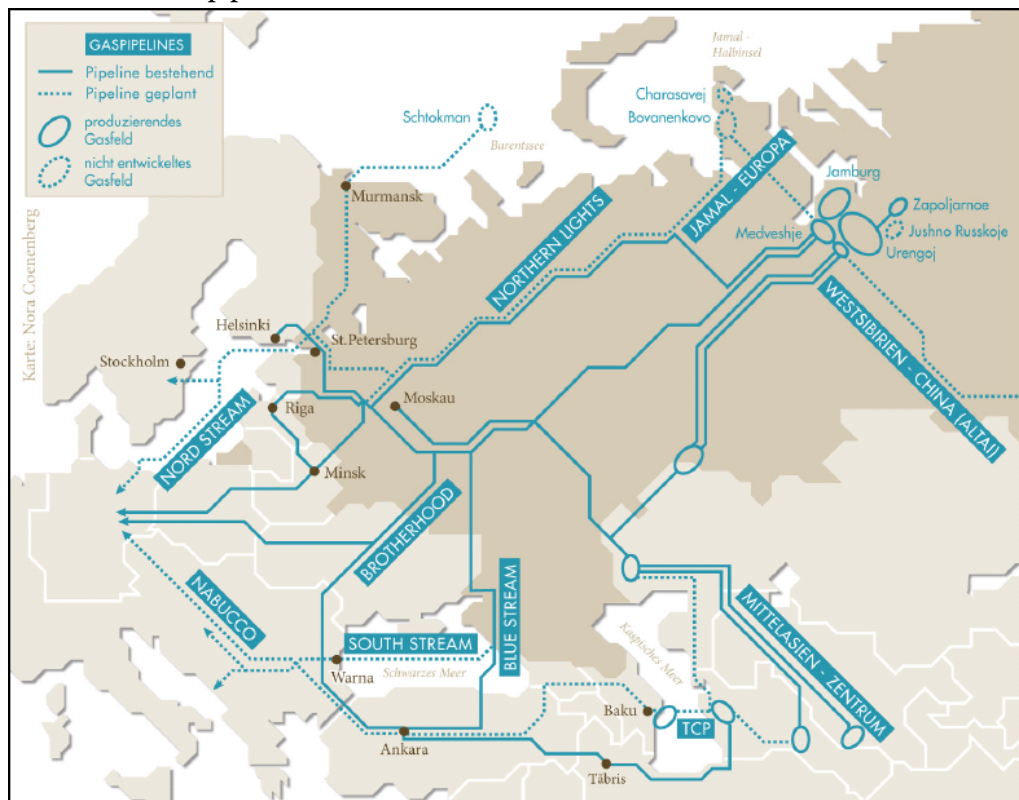 GASPIPELINES
Pipeline bestehend
Pipeline geplant
produzierendes
Gasfeld
nicht entwickeltes
Gasfeld
Karte: Nora Coenenberg
Jamal -
Halbinsel
Charasavej
Bovanenkovo
Schtokman
Barentssee
Murmansk
JAMAL - EUROPA
Jamburg
Zapoljarnoe
Jushno Russkoje
Urengoj
Medveshje
NORTHERN LIGHTS
WESTSIBIRIEN - CHINA (ALTAI)
Helsinki
St.Petersburg
Stockholm
Moskau
Riga
NORD STREAM
Minsk
BROTHERHOOD
NABUCCO
SOUTH STREAM
Warna
Schwarzes Meer
BLUE STREAM
Kaspisches Meer
MITTELASIEN - ZENTRUM
Baku
TCP
Ankara
Täbris